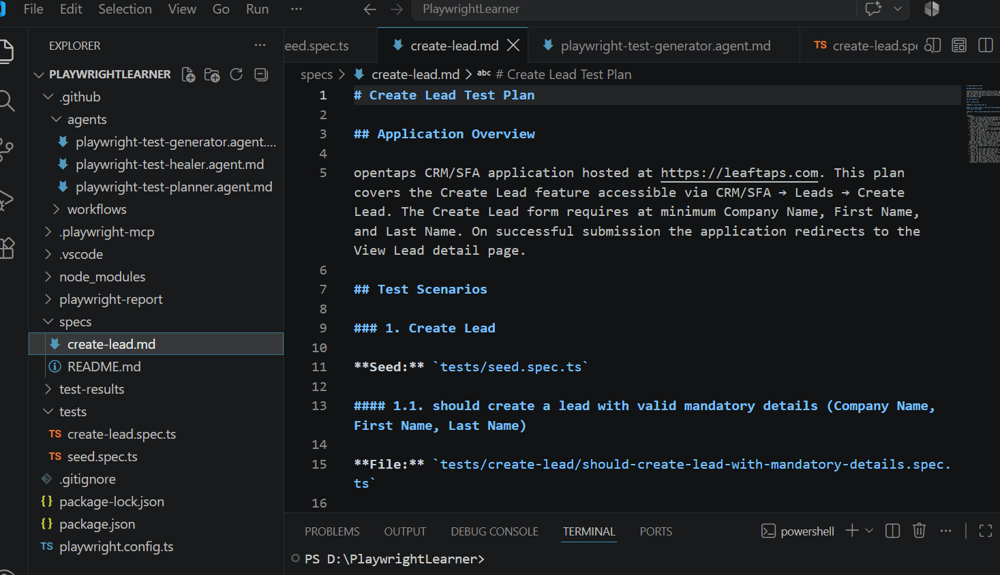 File Edit Selection View Go Run ···
PlaywrightLearner
EXPLORER ···
PLAYWRIGHTLEARNER
.github
agents
playwright-test-generator.agent....
playwright-test-healer.agent.md
playwright-test-planner.agent.md
workflows
.playwright-mcp
.vscode
node_modules
playwright-report
specs
create-lead.md
README.md
test-results
tests
TS create-lead.spec.ts
TS seed.spec.ts
.gitignore
{} package-lock.json
{} package.json
TS playwright.config.ts
eed.spec.ts
create-lead.md
playwright-test-generator.agent.md
TS create-lead.spe
specs > create-lead.md > abc # Create Lead Test Plan
1 # Create Lead Test Plan
2
3 ## Application Overview
4
5 opentaps CRM/SFA application hosted at https://leaftaps.com. This plan
covers the Create Lead feature accessible via CRM/SFA → Leads → Create
Lead. The Create Lead form requires at minimum Company Name, First Name,
and Last Name. On successful submission the application redirects to the
View Lead detail page.
6
7 ## Test Scenarios
8
9 ### 1. Create Lead
10
11 **Seed:** `tests/seed.spec.ts`
12
13 #### 1.1. should create a lead with valid mandatory details (Company Name,
First Name, Last Name)
14
15 **File:** `tests/create-lead/should-create-lead-with-mandatory-details.spec.
ts`
16
PROBLEMS OUTPUT DEBUG CONSOLE TERMINAL PORTS
powershell
PS D:\PlaywrightLearner>